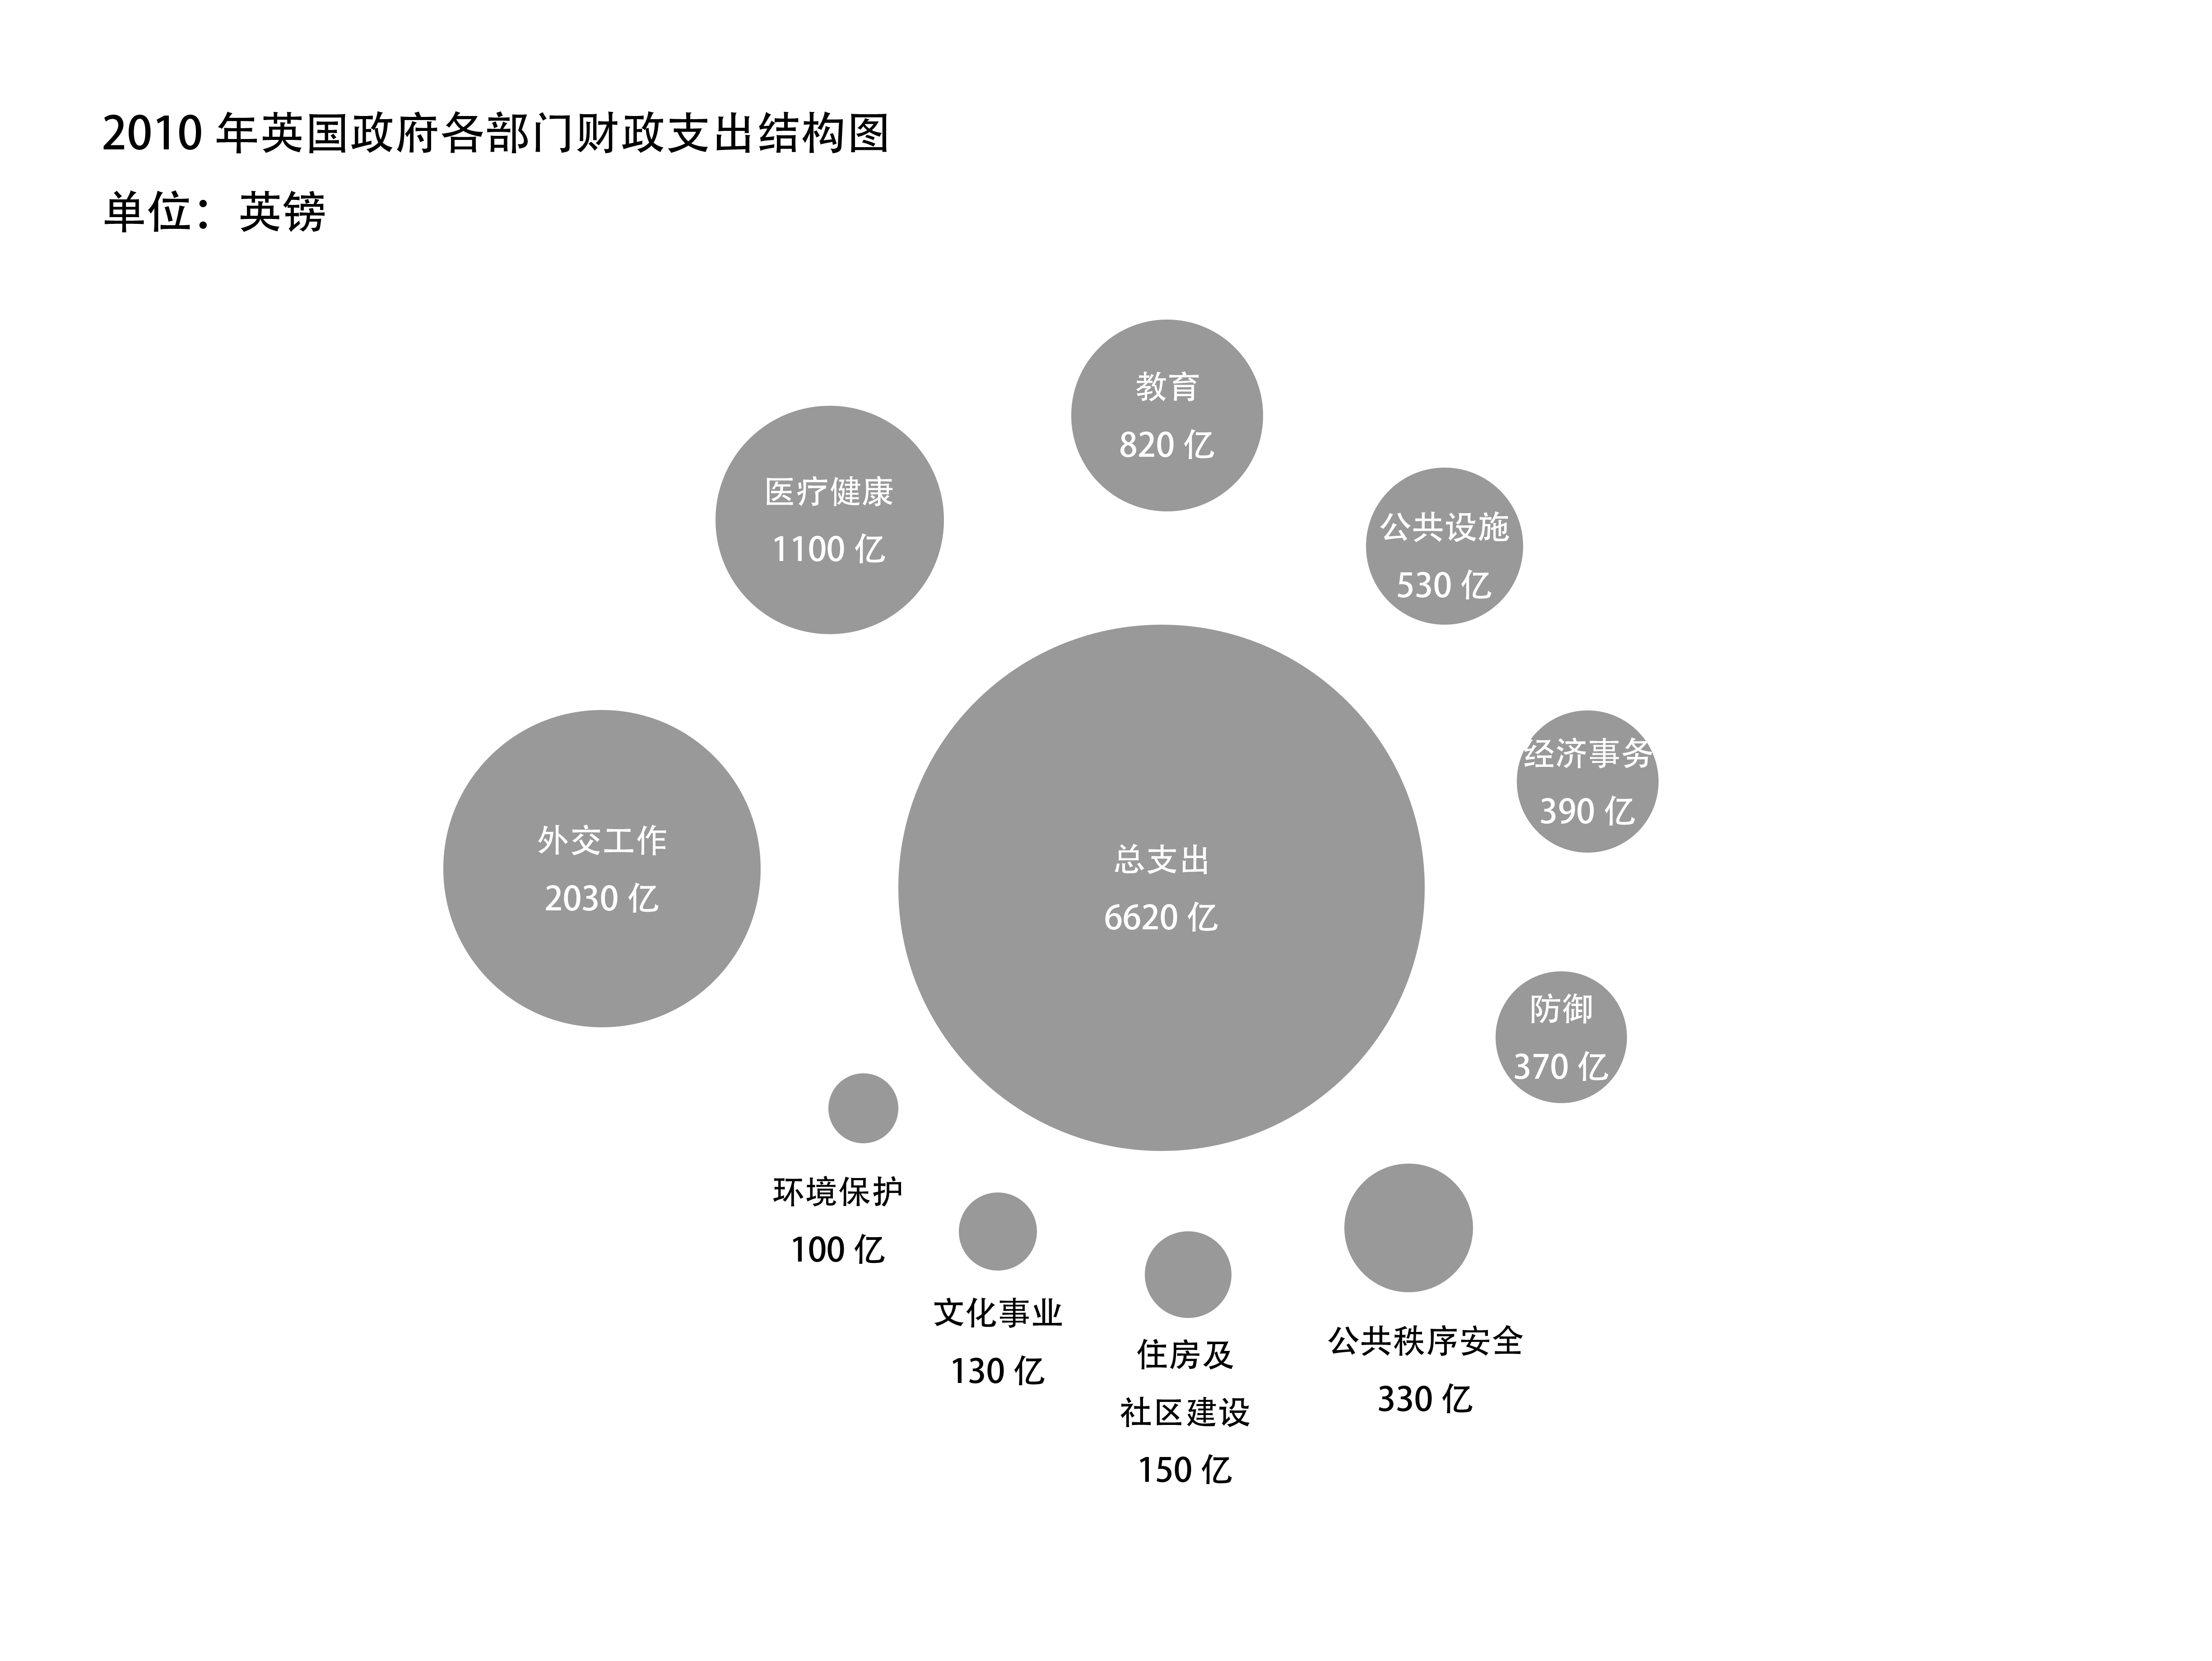 2010 年英国政府各部门财政支出结构图
单位：英镑
教育
820 亿
医疗健康
1100 亿
公共设施
530 亿
经济事务
390 亿
外交工作
2030 亿
总支出
6620 亿
防御
370 亿
环境保护
100 亿
文化事业
130 亿
住房及
社区建设
150 亿
公共秩序安全
330 亿